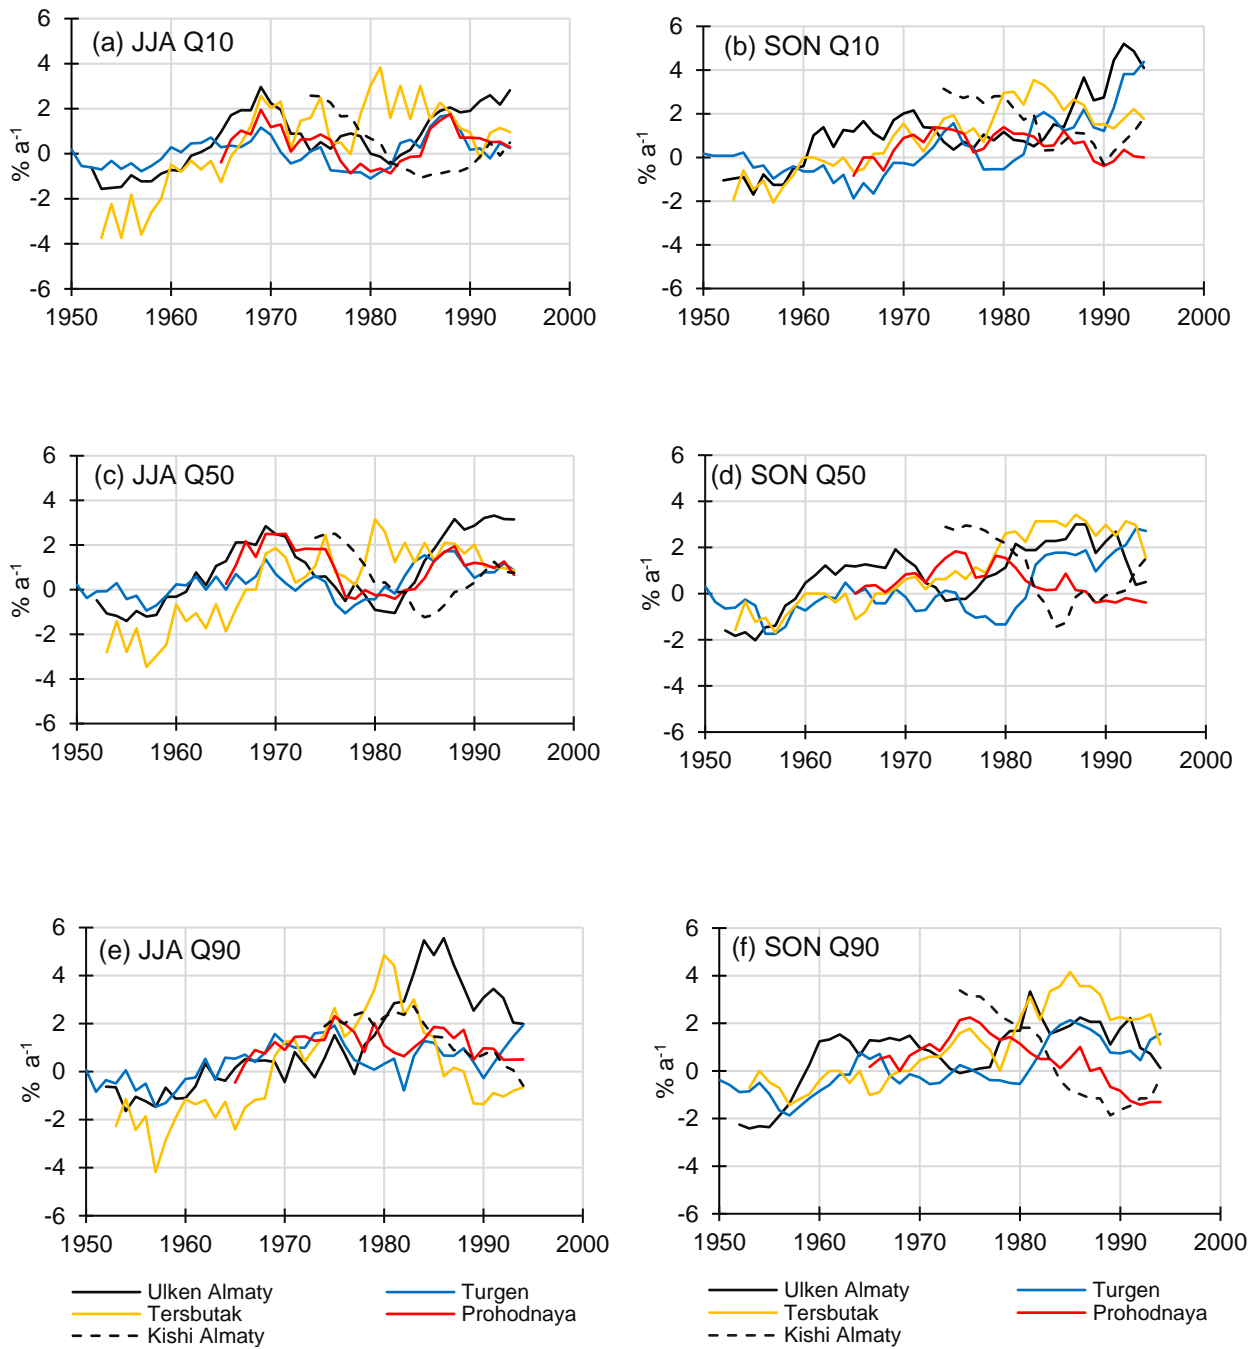 (a) JJA Q10
% a-1
6
4
2
0
-2
-4
-6
1950 1960 1970 1980 1990 2000
(b) SON Q10
% a-1
6
4
2
0
-2
-4
-6
1950 1960 1970 1980 1990 2000
(c) JJA Q50
% a-1
6
4
2
0
-2
-4
-6
1950 1960 1970 1980 1990 2000
(d) SON Q50
% a-1
6
4
2
0
-2
-4
-6
1950 1960 1970 1980 1990 2000
(e) JJA Q90
% a-1
6
4
2
0
-2
-4
-6
1950 1960 1970 1980 1990 2000
(f) SON Q90
% a-1
6
4
2
0
-2
-4
-6
1950 1960 1970 1980 1990 2000
Ulken Almaty Turgen
Tersbutak Prohodnaya
Kishi Almaty
Ulken Almaty Turgen
Tersbutak Prohodnaya
Kishi Almaty